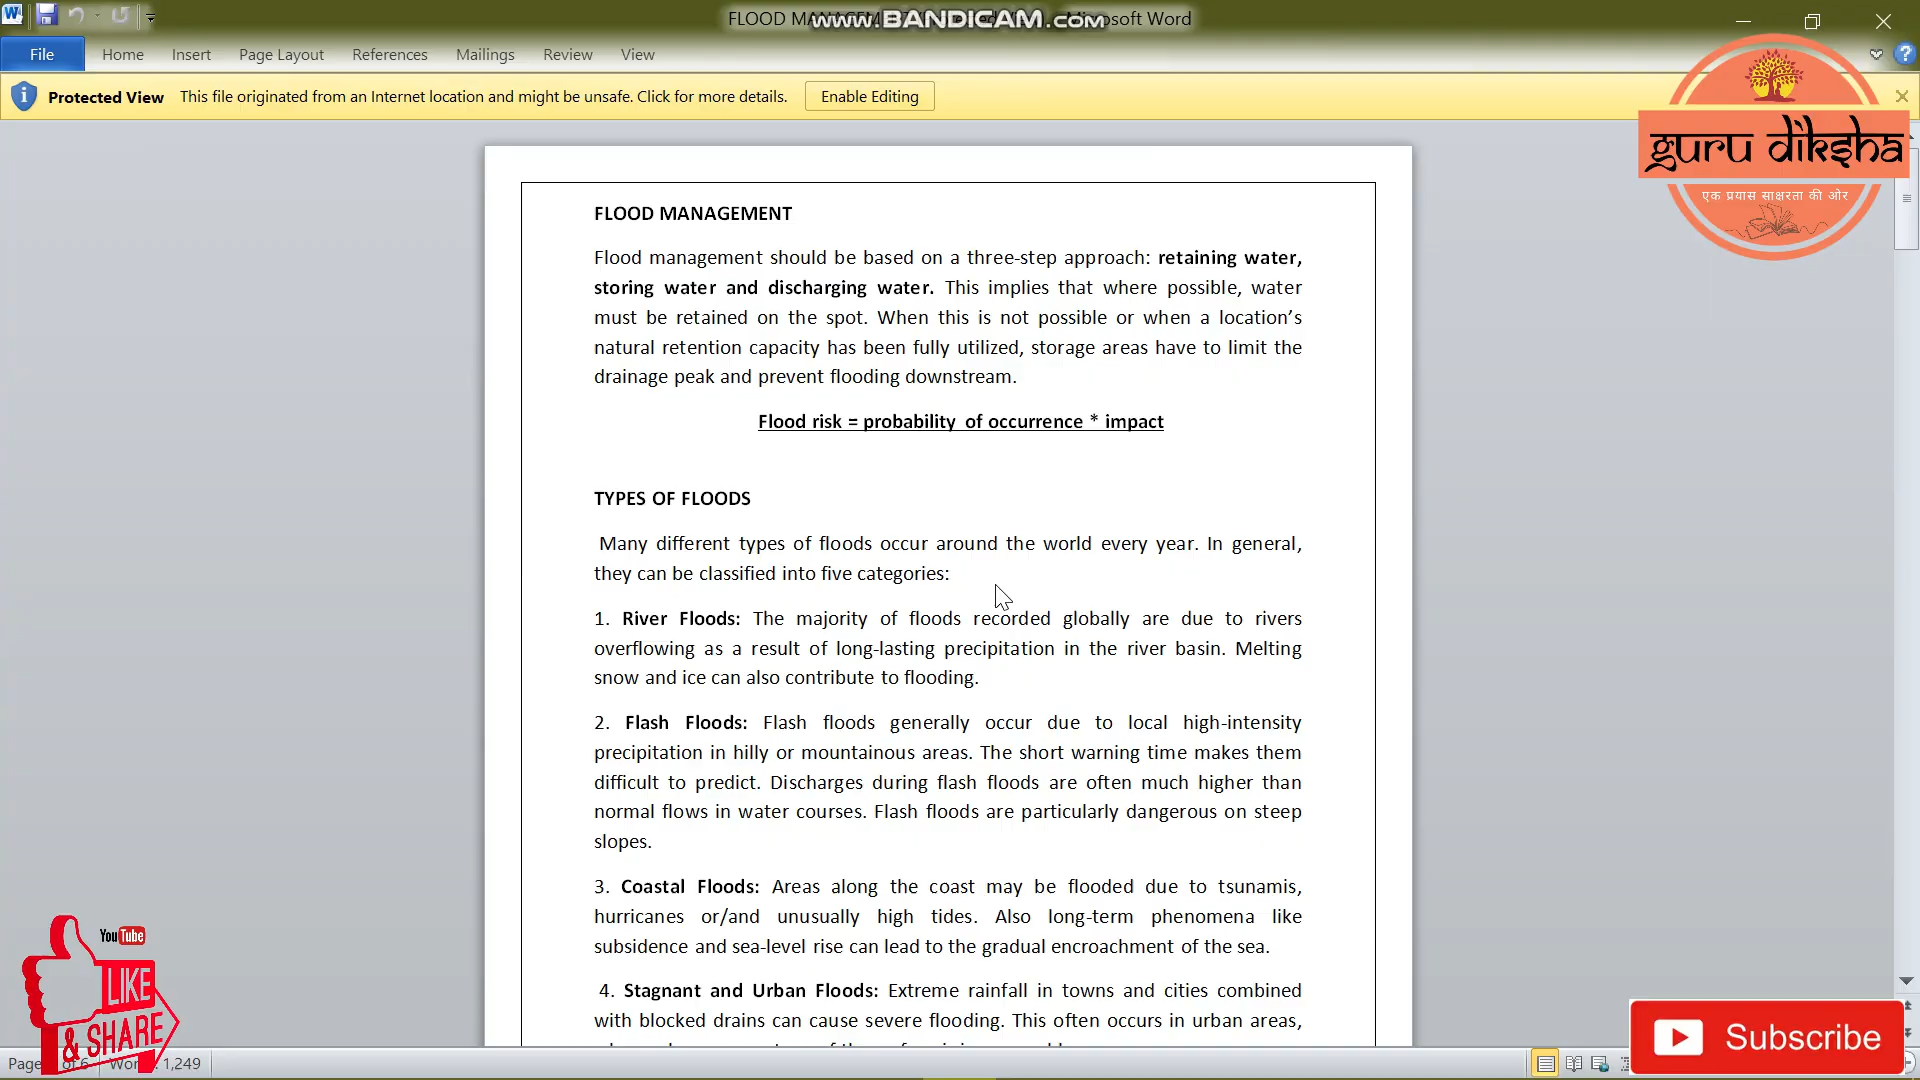 FLOOD MANAGEMENT
www.BANDICAM.com
Microsoft Word
File Home Insert Page Layout References Mailings Review View
Protected View This file originated from an Internet location and might be unsafe. Click for more details. Enable Editing
guru diksha
एक प्रयास साक्षरता की ओर
FLOOD MANAGEMENT
Flood management should be based on a three-step approach: retaining water,
storing water and discharging water. This implies that where possible, water
must be retained on the spot. When this is not possible or when a location’s
natural retention capacity has been fully utilized, storage areas have to limit the
drainage peak and prevent flooding downstream.
Flood risk = probability of occurrence * impact
TYPES OF FLOODS
Many different types of floods occur around the world every year. In general,
they can be classified into five categories:
1. River Floods: The majority of floods recorded globally are due to rivers
overflowing as a result of long-lasting precipitation in the river basin. Melting
snow and ice can also contribute to flooding.
2. Flash Floods: Flash floods generally occur due to local high-intensity
precipitation in hilly or mountainous areas. The short warning time makes them
difficult to predict. Discharges during flash floods are often much higher than
normal flows in water courses. Flash floods are particularly dangerous on steep
slopes.
3. Coastal Floods: Areas along the coast may be flooded due to tsunamis,
hurricanes or/and unusually high tides. Also long-term phenomena like
subsidence and sea-level rise can lead to the gradual encroachment of the sea.
4. Stagnant and Urban Floods: Extreme rainfall in towns and cities combined
with blocked drains can cause severe flooding. This often occurs in urban areas,
YouTube
LIKE
& SHARE
Subscribe
Page of 6 1,249